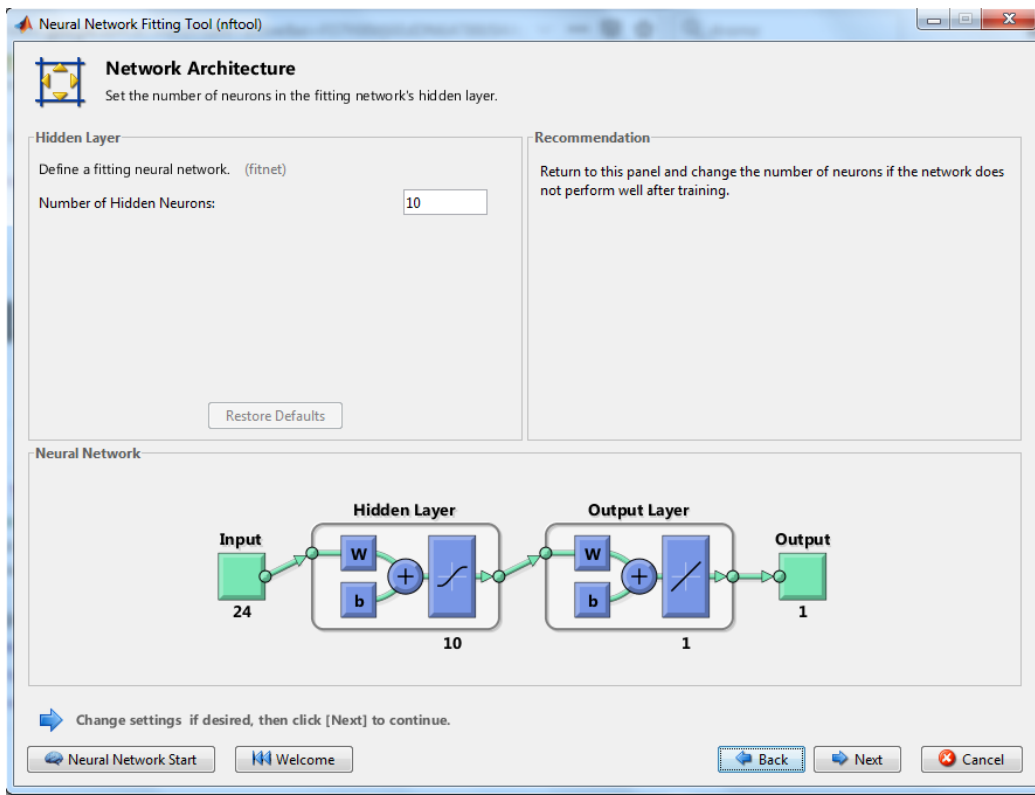 Neural Network Fitting Tool (nftool)
Network Architecture
Set the number of neurons in the fitting network's hidden layer.
Hidden Layer
Define a fitting neural network. (fitnet)
Number of Hidden Neurons: 10
Restore Defaults
Recommendation
Return to this panel and change the number of neurons if the network does
not perform well after training.
Neural Network
Hidden Layer
Output Layer
Input
Output
W
b
W
b
24
10
1
1
Change settings if desired, then click [Next] to continue.
Neural Network Start
Welcome
Back
Next
Cancel